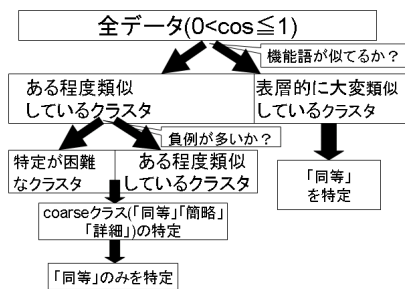 全データ(0<cos≦1)
機能語が似てるか？
ある程度類似
しているクラスタ
表層的に大変類似
しているクラスタ
負例が多いか？
特定が困難
なクラスタ
ある程度類似
しているクラスタ
「同等」
を特定
coarseクラス(｢同等｣｢簡略｣
｢詳細｣)の特定
「同等」のみを特定